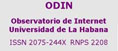 ODIN
Observatorio de Internet
Universidad de La Habana
ISSN 2075-244X RNPS 2208